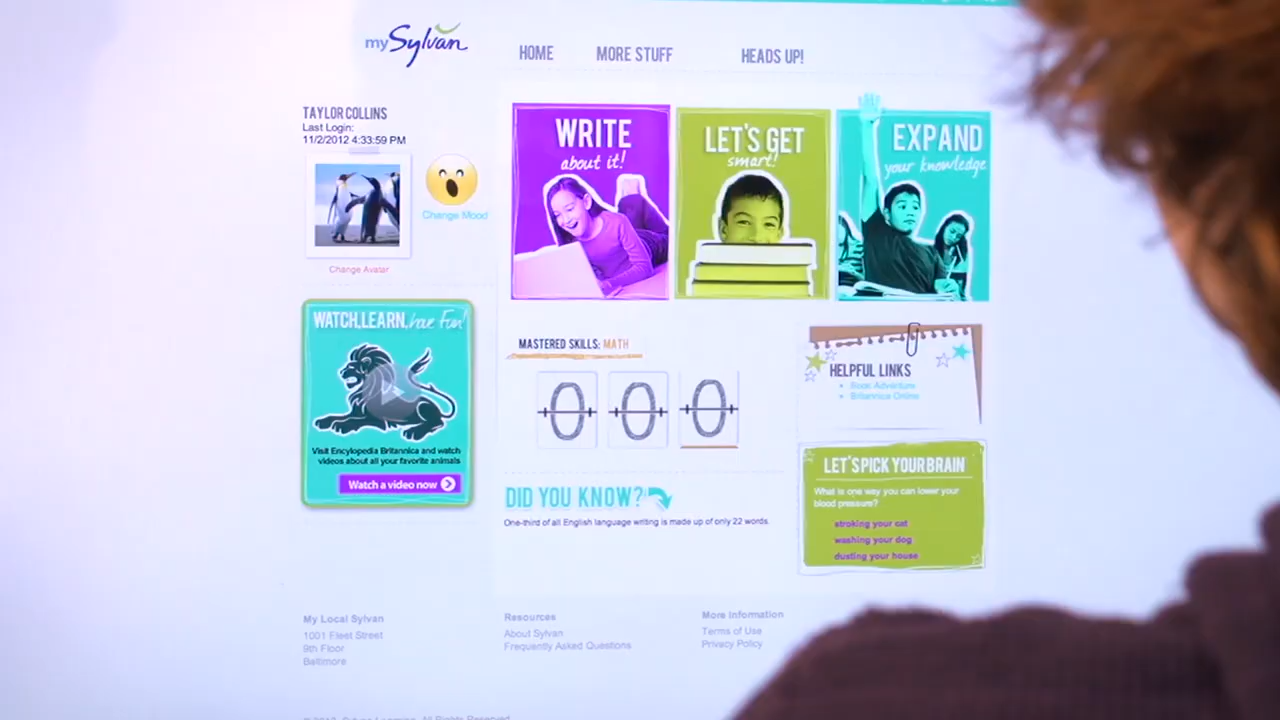 my Sylvan
HOME
MORE STUFF
HEADS UP!
TAYLOR COLLINS
Last Login:
11/2/2012 4:33:59 PM
Change Mood
Change Avatar
WRITE
about it!
LET'S GET
smart!
EXPAND
your knowledge
WATCH, LEARN, have Fun!
Visit Encylopedia Britannica and watch
videos about all your favorite animals
Watch a video now
MASTERED SKILLS: MATH
0 0 0
HELPFUL LINKS
Book Adventure
Britannica Online
DID YOU KNOW?
One-third of all English language writing is made up of only 22 words.
LET'S PICK YOUR BRAIN
What is one way you can lower your
blood pressure?
stroking your cat
washing your dog
dusting your house
My Local Sylvan
1001 Fleet Street
9th Floor
Baltimore
Resources
About Sylvan
Frequently Asked Questions
More Information
Terms of Use
Privacy Policy